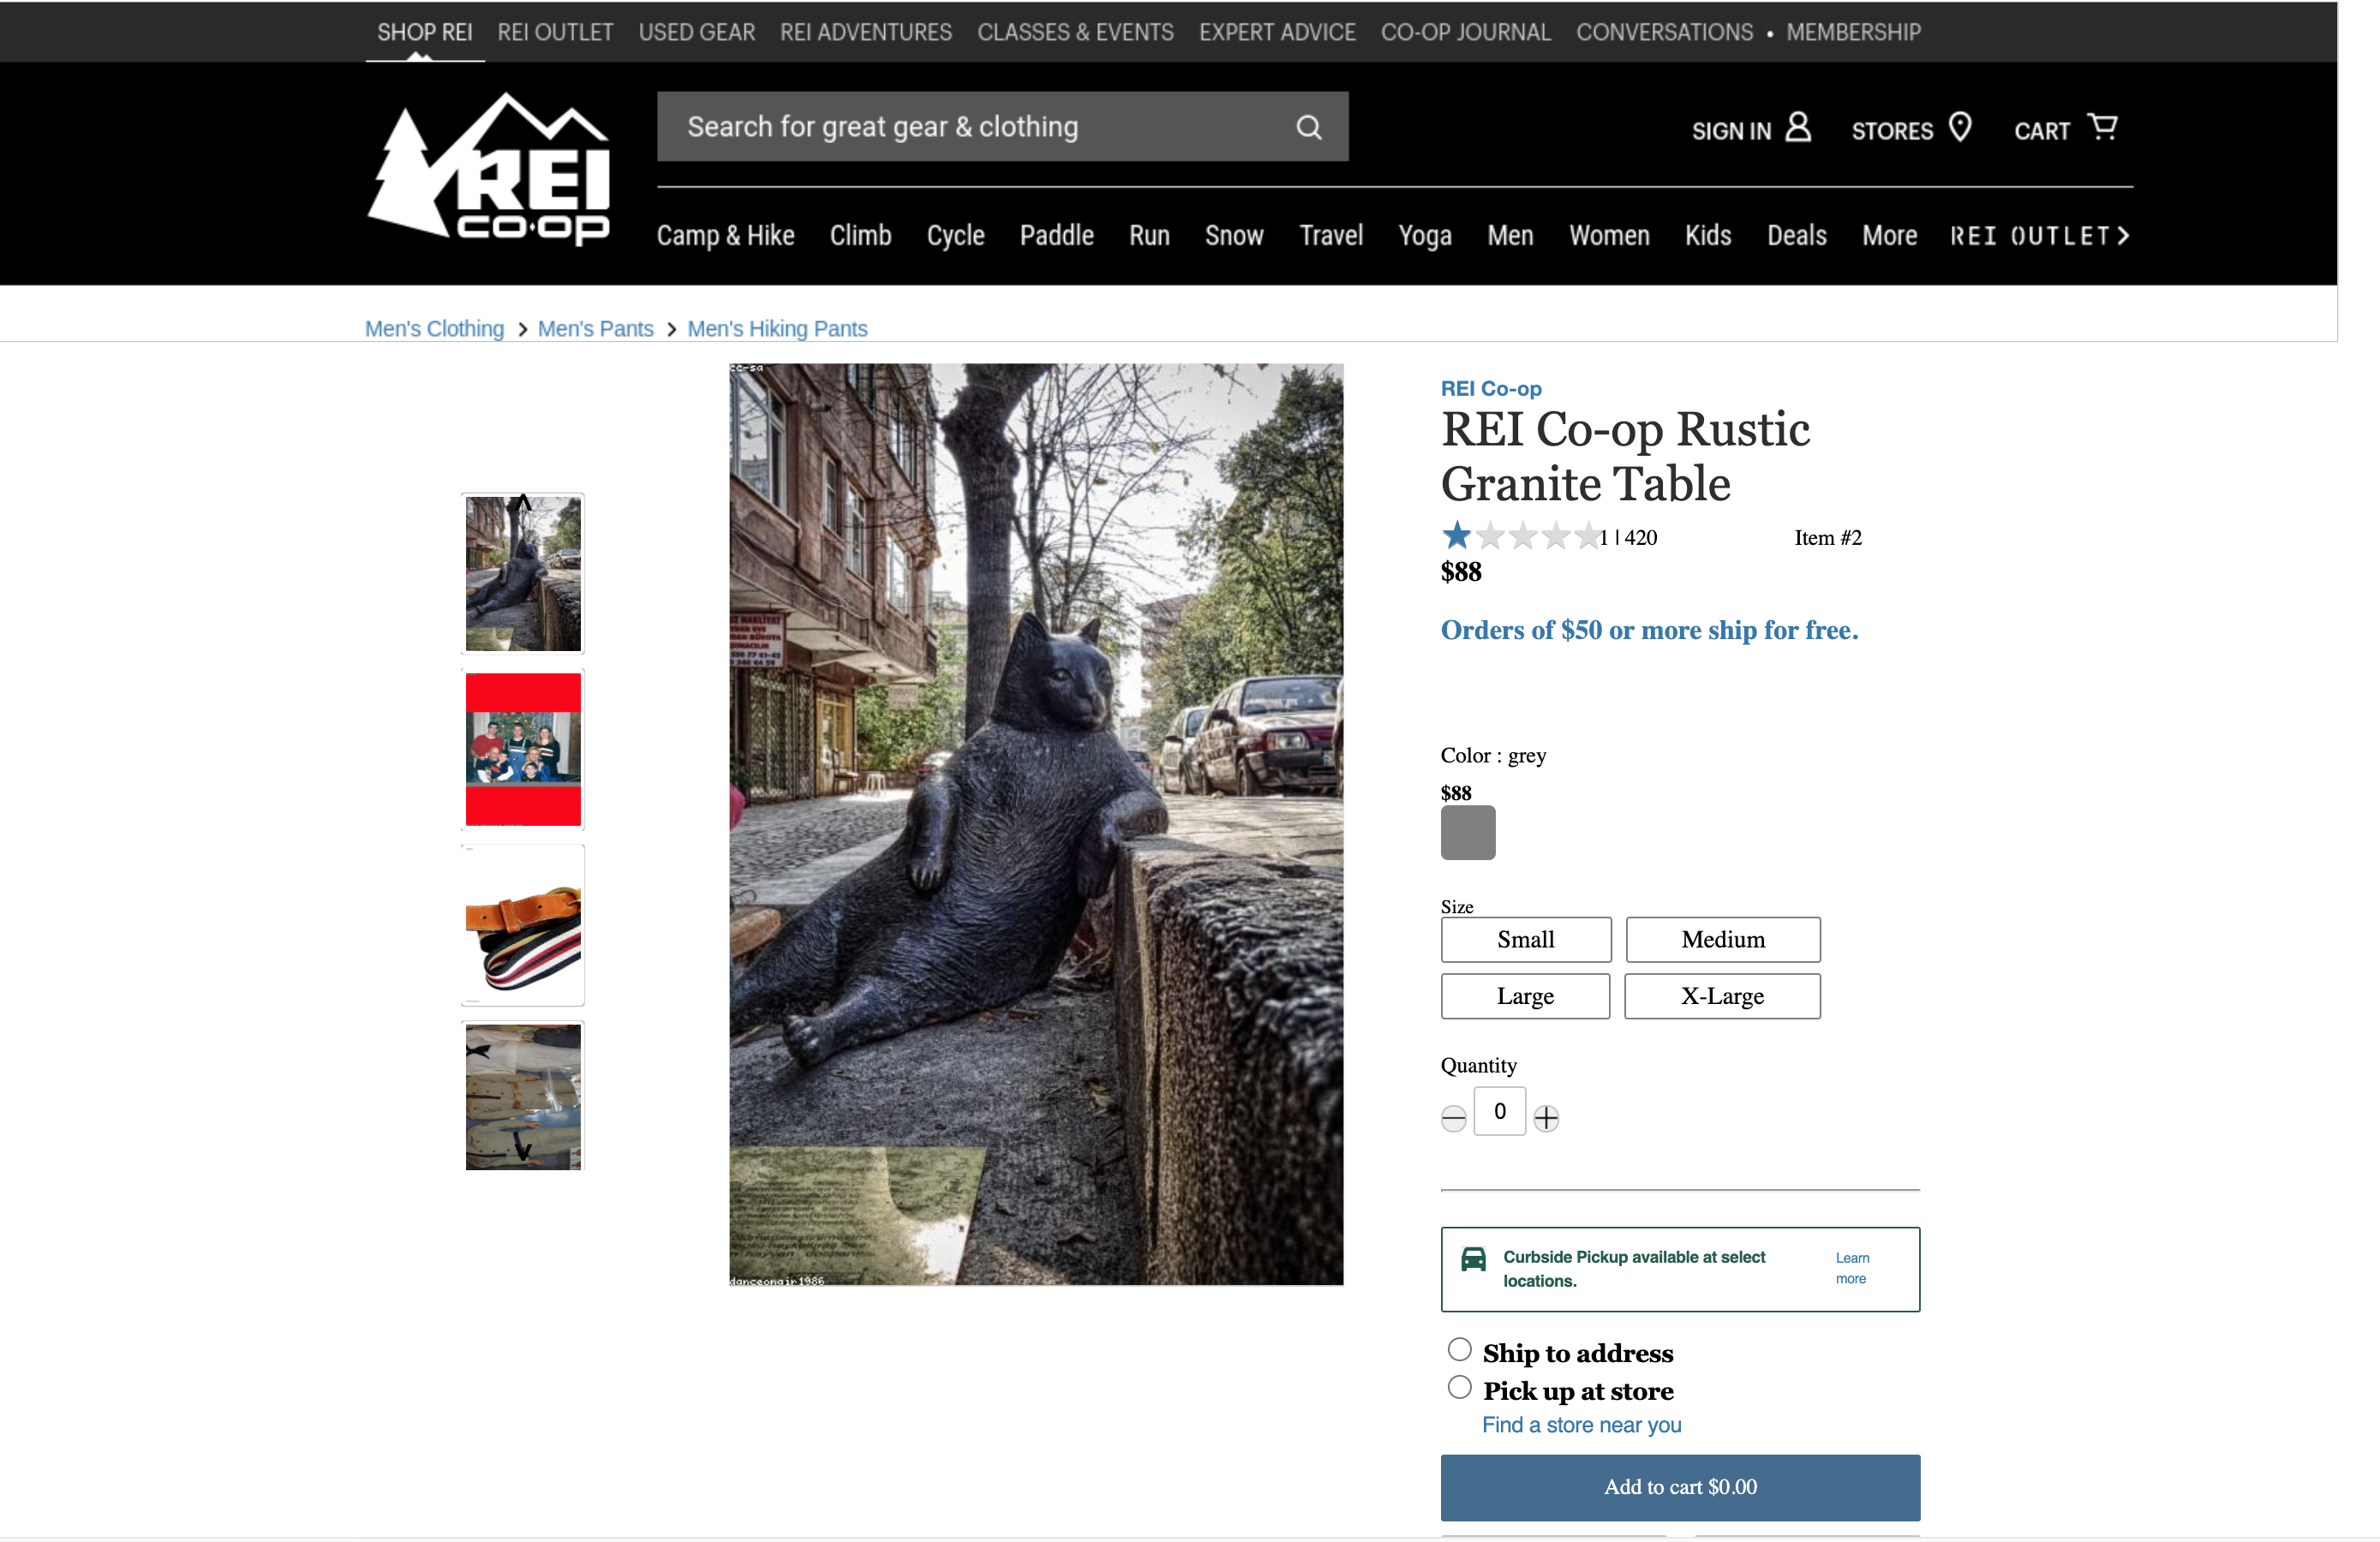 SHOP REI REI OUTLET USED GEAR REI ADVENTURES CLASSES & EVENTS EXPERT ADVICE CO-OP JOURNAL CONVERSATIONS • MEMBERSHIP
REI
CO·OP
Search for great gear & clothing
SIGN IN STORES CART
Camp & Hike Climb Cycle Paddle Run Snow Travel Yoga Men Women Kids Deals More REI OUTLET >
Men's Clothing > Men's Pants > Men's Hiking Pants
cc-sa
danceonair1986
REI Co-op
REI Co-op Rustic
Granite Table
1 | 420 Item #2
$88
Orders of $50 or more ship for free.
Color : grey
$88
Size
Small Medium
Large X-Large
Quantity
0
Curbside Pickup available at select
locations.
Learn
more
Ship to address
Pick up at store
Find a store near you
Add to cart $0.00